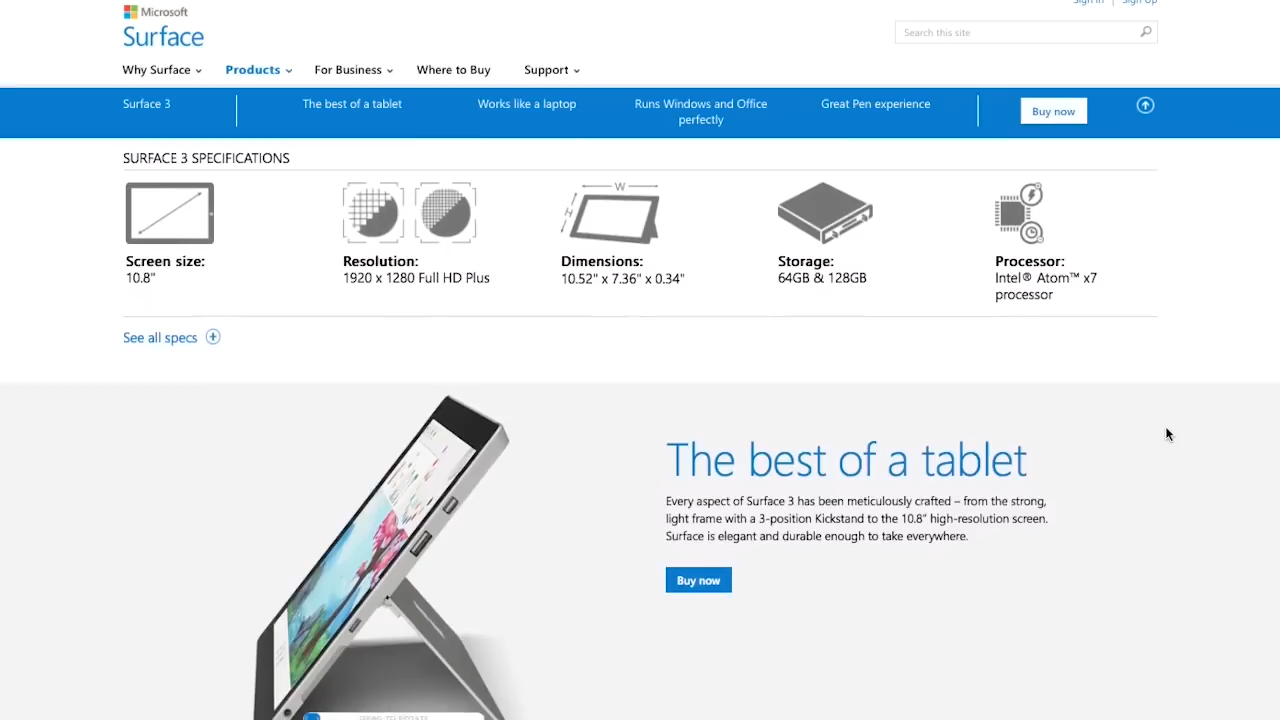 Sign In | Sign Up
Microsoft
Surface
Search this site
Why Surface
Products
For Business
Where to Buy
Support
Surface 3
The best of a tablet
Works like a laptop
Runs Windows and Office
perfectly
Great Pen experience
Buy now
SURFACE 3 SPECIFICATIONS
Screen size:
10.8"
Resolution:
1920 x 1280 Full HD Plus
Dimensions:
10.52" x 7.36" x 0.34"
Storage:
64GB & 128GB
Processor:
Intel® Atom™ x7
processor
See all specs
The best of a tablet
Every aspect of Surface 3 has been meticulously crafted – from the strong,
light frame with a 3-position Kickstand to the 10.8" high-resolution screen.
Surface is elegant and durable enough to take everywhere.
Buy now